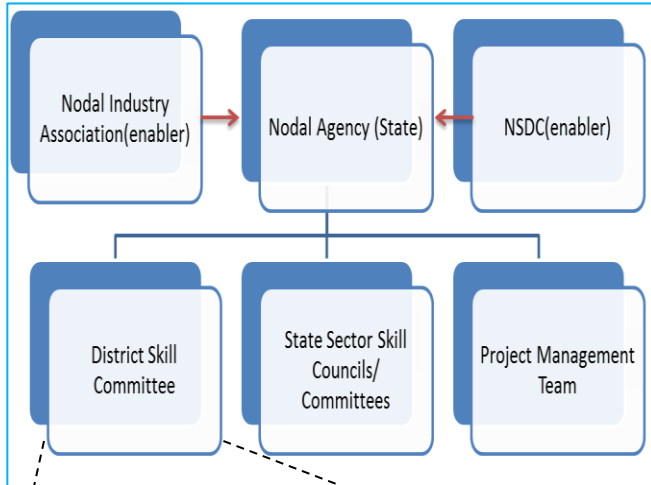 Nodal Industry
Association(enabler)
Nodal Agency (State)
NSDC(enabler)
District Skill
Committee
State Sector Skill
Councils/
Committees
Project Management
Team